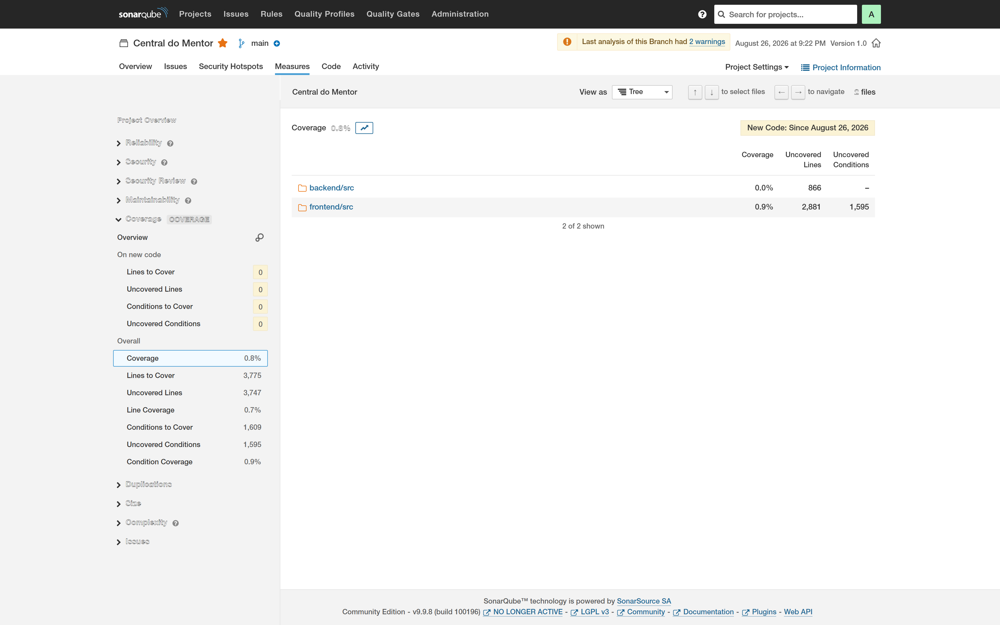 sonarqube Projects Issues Rules Quality Profiles Quality Gates Administration ? Search for projects... A
Central do Mentor main Last analysis of this Branch had 2 warnings August 26, 2026 at 9:22 PM Version 1.0
Overview Issues Security Hotspots Measures Code Activity Project Settings Project Information
Central do Mentor View as Tree ↑ ↓ to select files ← → to navigate 2 files
Project Overview
Reliability ?
Security ?
Security Review ?
Maintainability ?
Coverage COVERAGE
Overview
On new code
Lines to Cover 0
Uncovered Lines 0
Conditions to Cover 0
Uncovered Conditions 0
Overall
Coverage 0.8%
Lines to Cover 3,775
Uncovered Lines 3,747
Line Coverage 0.7%
Conditions to Cover 1,609
Uncovered Conditions 1,595
Condition Coverage 0.9%
Duplications
Size
Complexity ?
Issues
Coverage 0.8% New Code: Since August 26, 2026
Coverage Uncovered Lines Uncovered Conditions
backend/src 0.0% 866 –
frontend/src 0.9% 2,881 1,595
2 of 2 shown
SonarQube™ technology is powered by SonarSource SA
Community Edition - v9.9.8 (build 100196) NO LONGER ACTIVE - LGPL v3 - Community - Documentation - Plugins - Web API